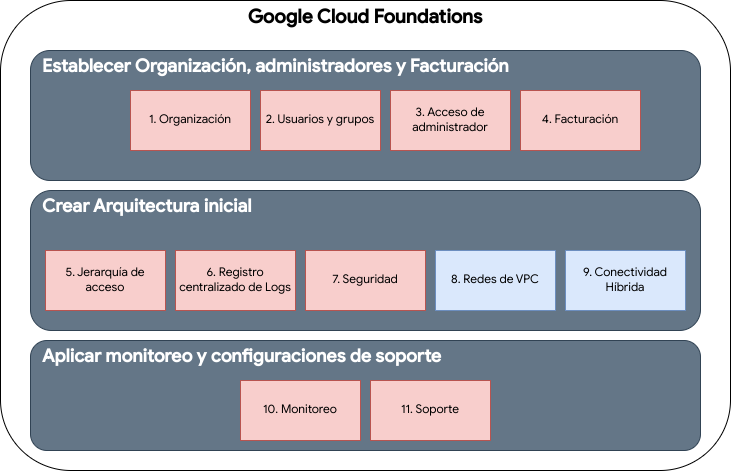 Google Cloud Foundations
Establecer Organización, administradores y Facturación
1. Organización
2. Usuarios y grupos
3. Acceso de
administrador
4. Facturación
Crear Arquitectura inicial
5. Jerarquía de
acceso
6. Registro
centralizado de Logs
7. Seguridad
8. Redes de VPC
9. Conectividad
Híbrida
Aplicar monitoreo y configuraciones de soporte
10. Monitoreo
11. Soporte